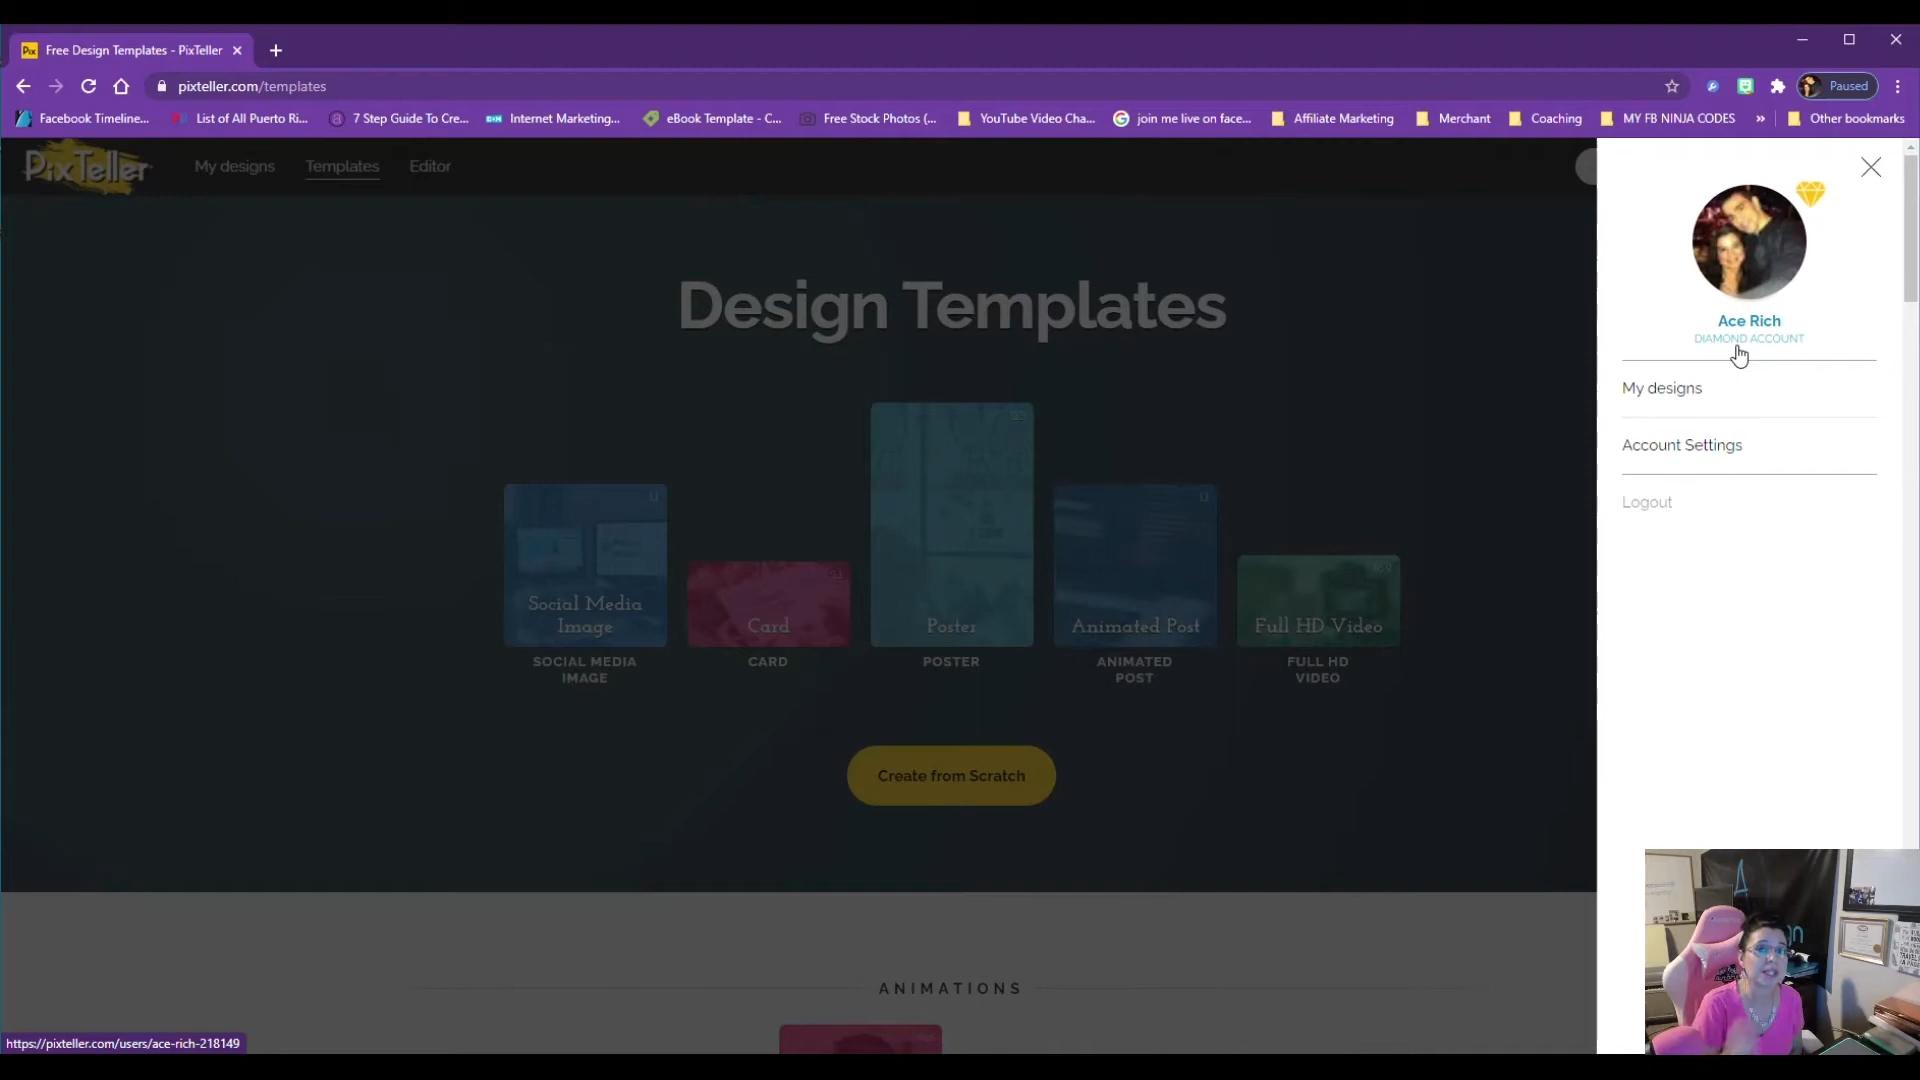 Free Design Templates - PixTeller
pixteller.com/templates
Paused
Facebook Timeline...
List of All Puerto Ri...
7 Step Guide To Cre...
Internet Marketing...
eBook Template - C...
Free Stock Photos (...
YouTube Video Cha...
join me live on face...
Affiliate Marketing
Merchant
Coaching
MY FB NINJA CODES
»
Other bookmarks
PixTeller
My designs
Templates
Editor
Ace Rich
DIAMOND ACCOUNT
My designs
Account Settings
Logout
Design Templates
Social Media
Image
Card
Poster
Animated Post
Full HD Video
SOCIAL MEDIA
IMAGE
CARD
POSTER
ANIMATED
POST
FULL HD
VIDEO
Create from Scratch
ANIMATIONS
https://pixteller.com/users/ace-rich-218149